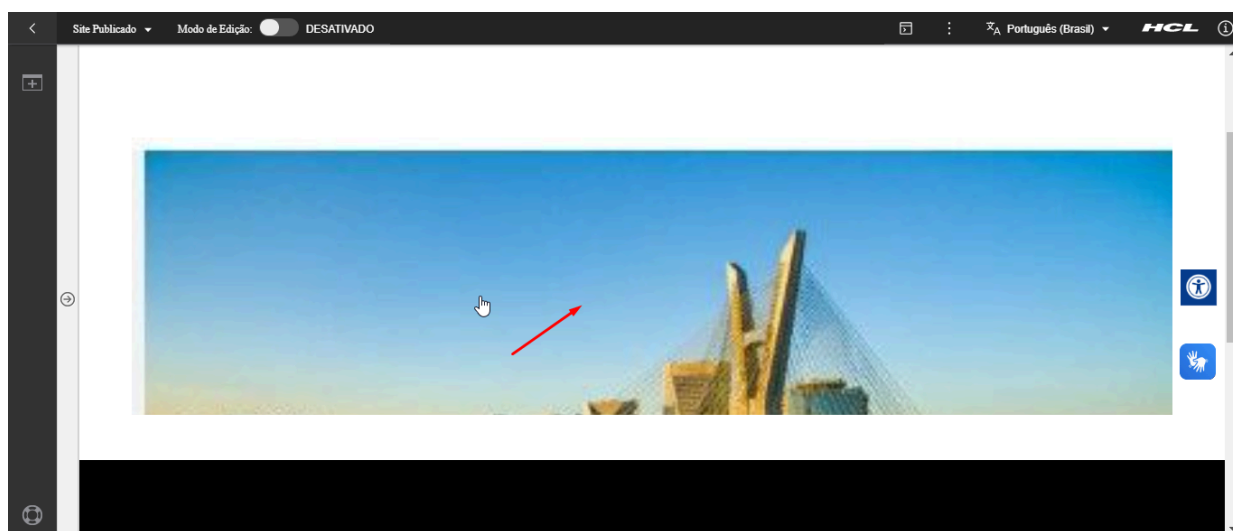 Site Publicado
Modo de Edição:
DESATIVADO
Português (Brasil)
HCL